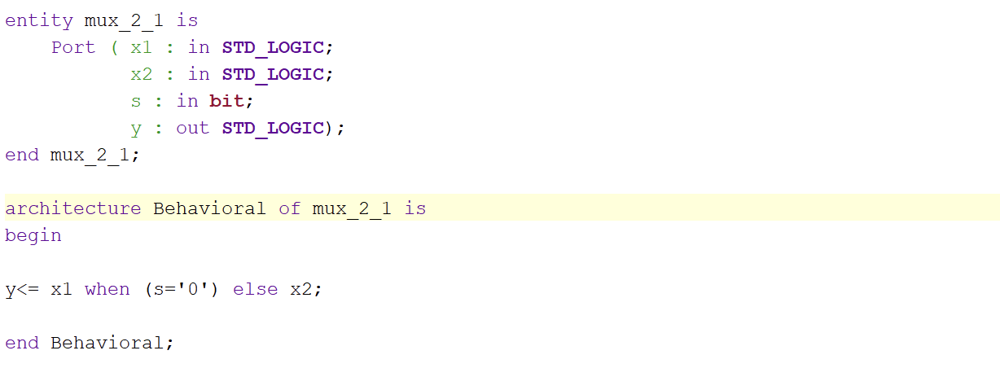 entity mux_2_1 is
    Port ( x1 : in STD_LOGIC;
           x2 : in STD_LOGIC;
           s : in bit;
           y : out STD_LOGIC);
end mux_2_1;
architecture Behavioral of mux_2_1 is
begin
y<= x1 when (s='0') else x2;
end Behavioral;